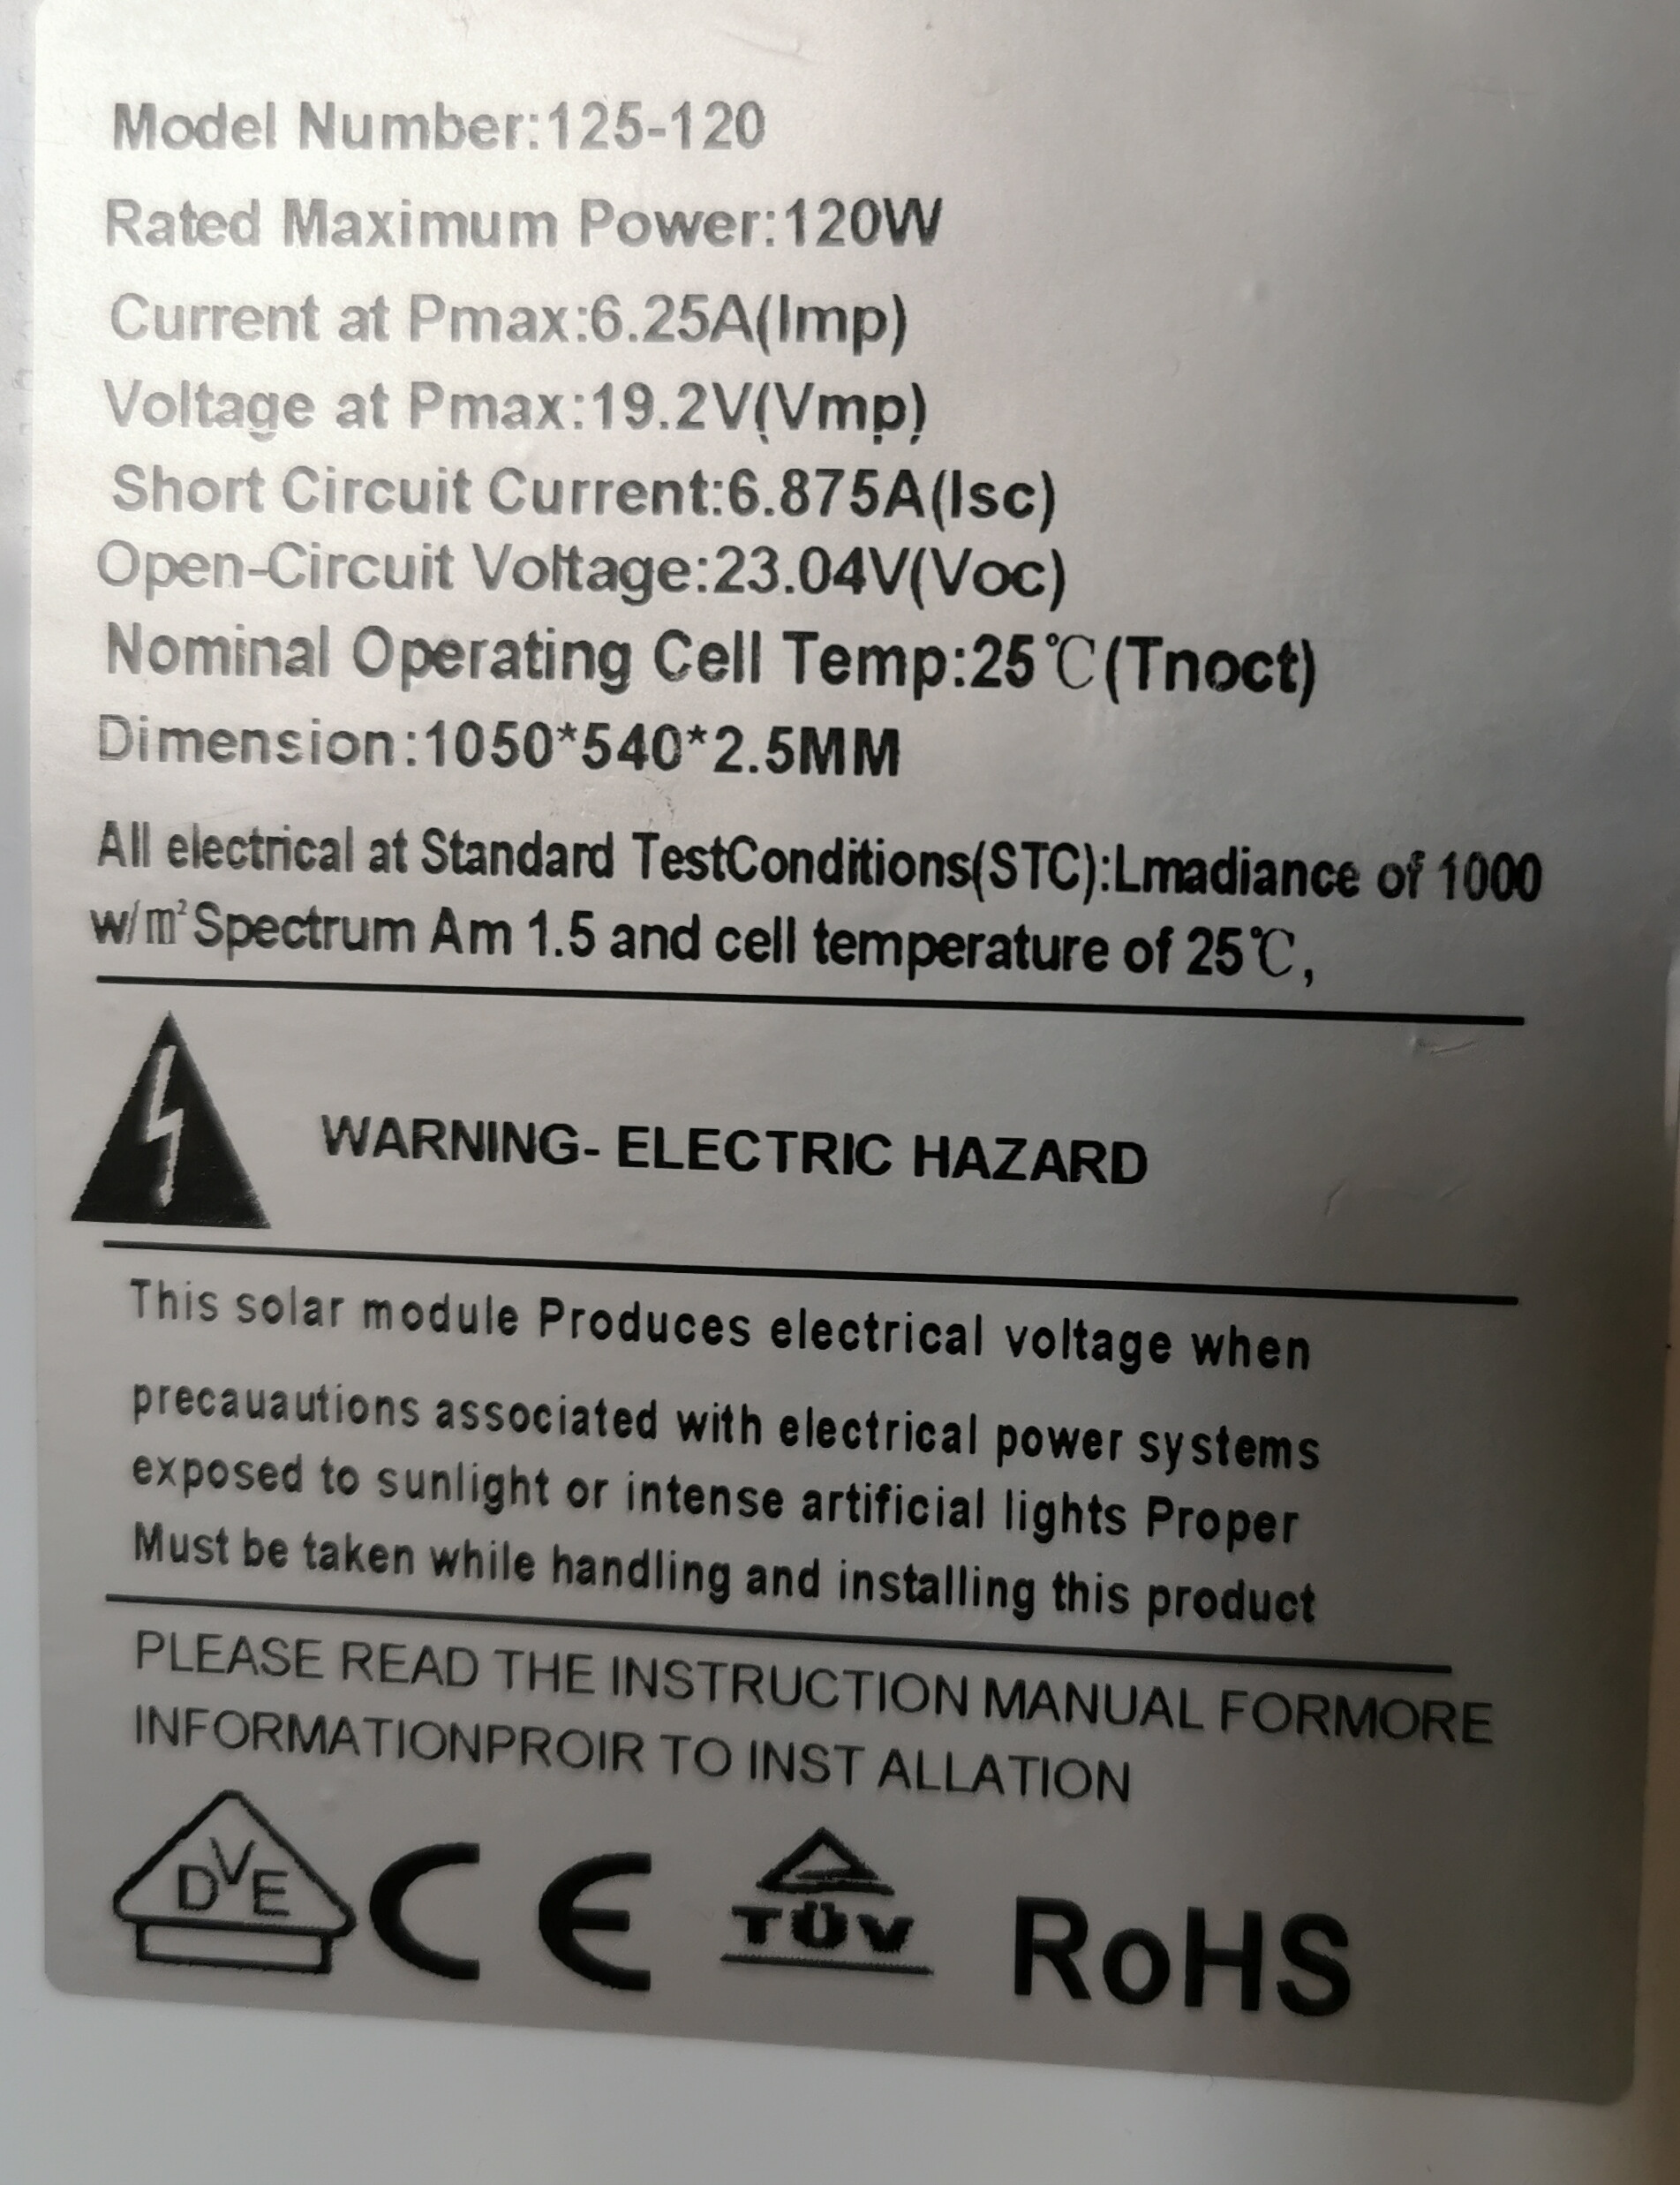 Model Number:125-120
Rated Maximum Power:120W
Current at Pmax:6.25A(Imp)
Voltage at Pmax:19.2V(Vmp)
Short Circuit Current:6.875A(Isc)
Open-Circuit Voltage:23.04V(Voc)
Nominal Operating Cell Temp:25℃(Tnoct)
Dimension:1050*540*2.5MM
All electrical at Standard TestConditions(STC):Lmadiance of 1000
w/m²Spectrum Am 1.5 and cell temperature of 25℃,
WARNING- ELECTRIC HAZARD
This solar module Produces electrical voltage when
precauautions associated with electrical power systems
exposed to sunlight or intense artificial lights Proper
Must be taken while handling and installing this product
PLEASE READ THE INSTRUCTION MANUAL FORMORE
INFORMATIONPROIR TO INST ALLATION
DVE CE TÜV RoHS